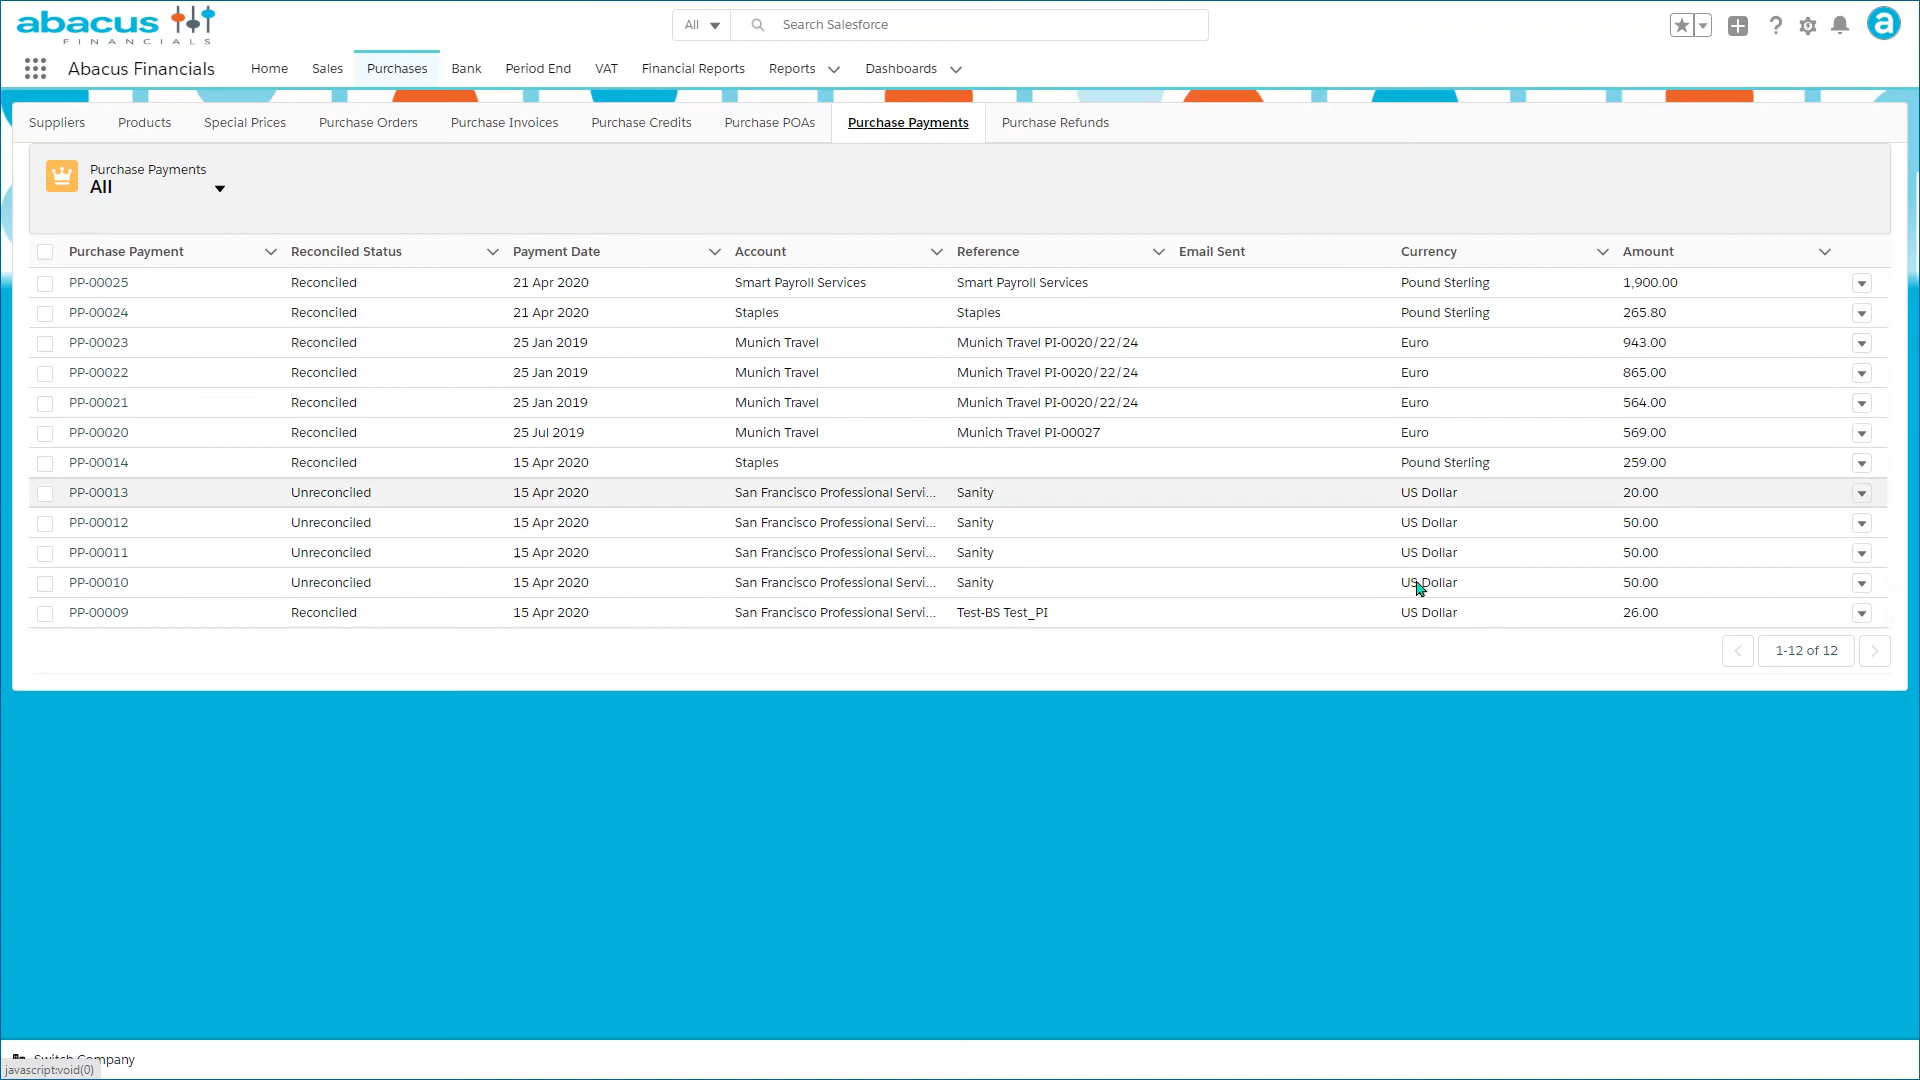 abacus
FINANCIALS
All
Search Salesforce
Abacus Financials
Home
Sales
Purchases
Bank
Period End
VAT
Financial Reports
Reports
Dashboards
Suppliers
Products
Special Prices
Purchase Orders
Purchase Invoices
Purchase Credits
Purchase POAs
Purchase Payments
Purchase Refunds
Purchase Payments
All
Purchase Payment Reconciled Status Payment Date Account Reference Email Sent Currency Amount
PP-00025 Reconciled 21 Apr 2020 Smart Payroll Services Smart Payroll Services Pound Sterling 1,900.00
PP-00024 Reconciled 21 Apr 2020 Staples Staples Pound Sterling 265.80
PP-00023 Reconciled 25 Jan 2019 Munich Travel Munich Travel PI-0020/22/24 Euro 943.00
PP-00022 Reconciled 25 Jan 2019 Munich Travel Munich Travel PI-0020/22/24 Euro 865.00
PP-00021 Reconciled 25 Jan 2019 Munich Travel Munich Travel PI-0020/22/24 Euro 564.00
PP-00020 Reconciled 25 Jul 2019 Munich Travel Munich Travel PI-00027 Euro 569.00
PP-00014 Reconciled 15 Apr 2020 Staples Pound Sterling 259.00
PP-00013 Unreconciled 15 Apr 2020 San Francisco Professional Servi... Sanity US Dollar 20.00
PP-00012 Unreconciled 15 Apr 2020 San Francisco Professional Servi... Sanity US Dollar 50.00
PP-00011 Unreconciled 15 Apr 2020 San Francisco Professional Servi... Sanity US Dollar 50.00
PP-00010 Unreconciled 15 Apr 2020 San Francisco Professional Servi... Sanity US Dollar 50.00
PP-00009 Reconciled 15 Apr 2020 San Francisco Professional Servi... Test-BS Test_PI US Dollar 26.00
1-12 of 12
Switch Company
javascript:void(0)